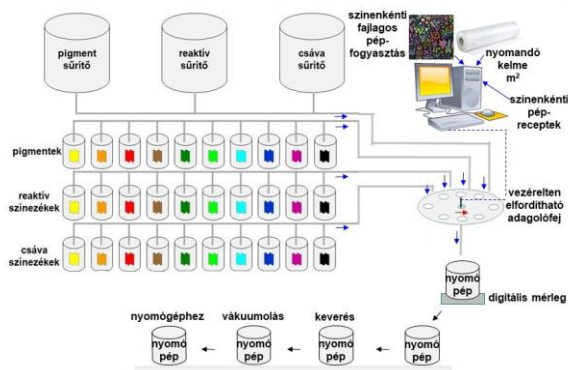 pigment
sűrítő
reaktív
sűrítő
csáva
sűrítő
színenkénti
fajlagos
pép-
fogyasztás
nyomandó
kelme
m²
színenkénti
pép-
receptek
pigmentek
reaktív
színezékek
csáva
színezékek
vezérelten
elfordítható
adagolófej
nyomó
pép
digitális mérleg
nyomógéphez
vákuumolás
keverés
nyomó
pép
nyomó
pép
nyomó
pép
nyomó
pép